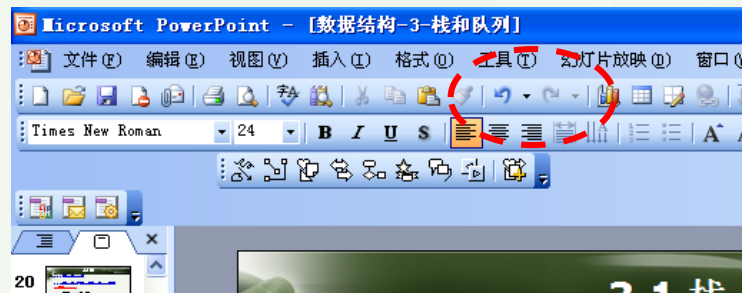 Microsoft PowerPoint - [数据结构-3-栈和队列]
文件(F) 编辑(E) 视图(V) 插入(I) 格式(O) 工具(T) 幻灯片放映(D) 窗口(
Times New Roman 24 B I U S A A
20
3.1 栈